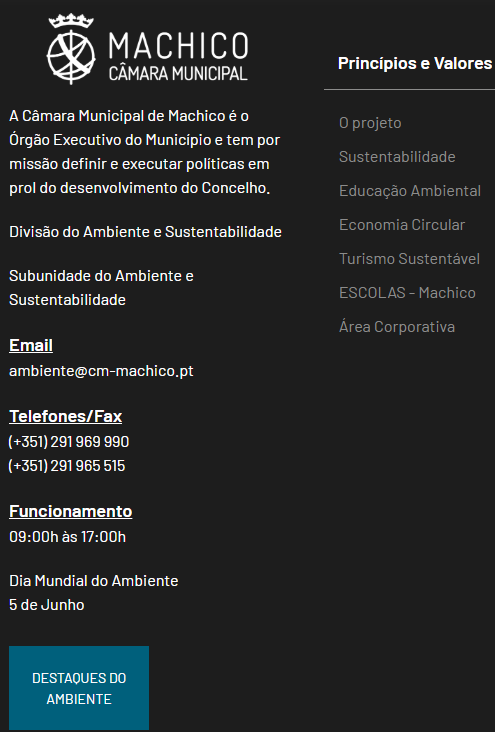 MACHICO
CÂMARA MUNICIPAL
A Câmara Municipal de Machico é o
Órgão Executivo do Município e tem por
missão definir e executar políticas em
prol do desenvolvimento do Concelho.
Divisão do Ambiente e Sustentabilidade
Subunidade do Ambiente e
Sustentabilidade
Email
ambiente@cm-machico.pt
Telefones/Fax
(+351) 291 969 990
(+351) 291 965 515
Funcionamento
09:00h às 17:00h
Dia Mundial do Ambiente
5 de Junho
DESTAQUES DO
AMBIENTE
Princípios e Valores
O projeto
Sustentabilidade
Educação Ambiental
Economia Circular
Turismo Sustentável
ESCOLAS - Machico
Área Corporativa